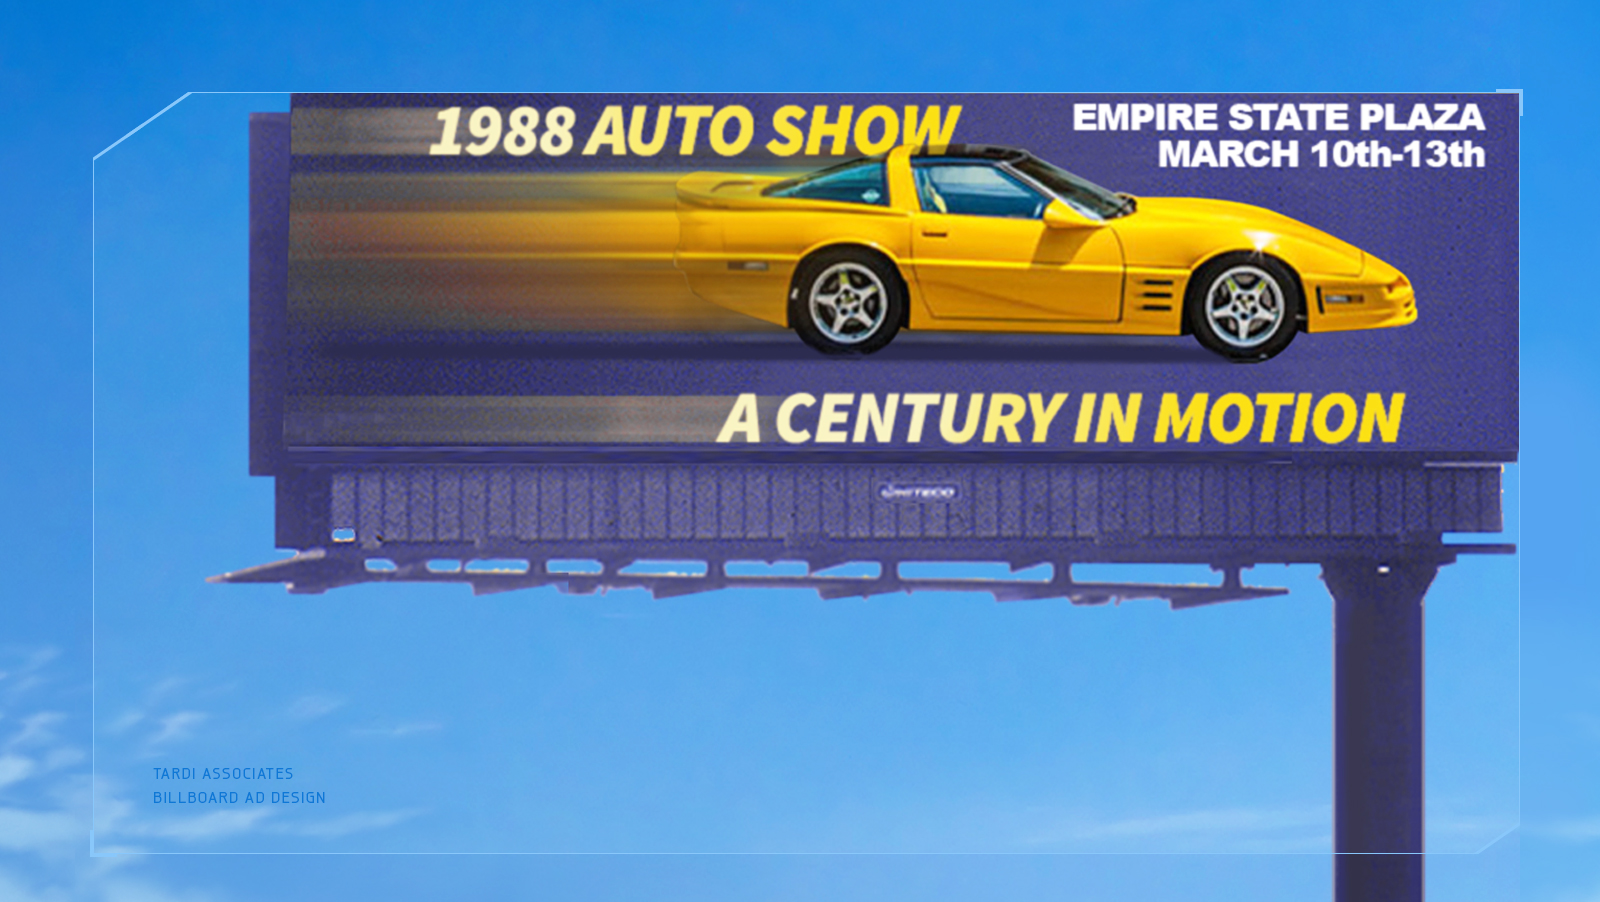 1988 AUTO SHOW
EMPIRE STATE PLAZA
MARCH 10th-13th
A CENTURY IN MOTION
TARDI ASSOCIATES
BILLBOARD AD DESIGN